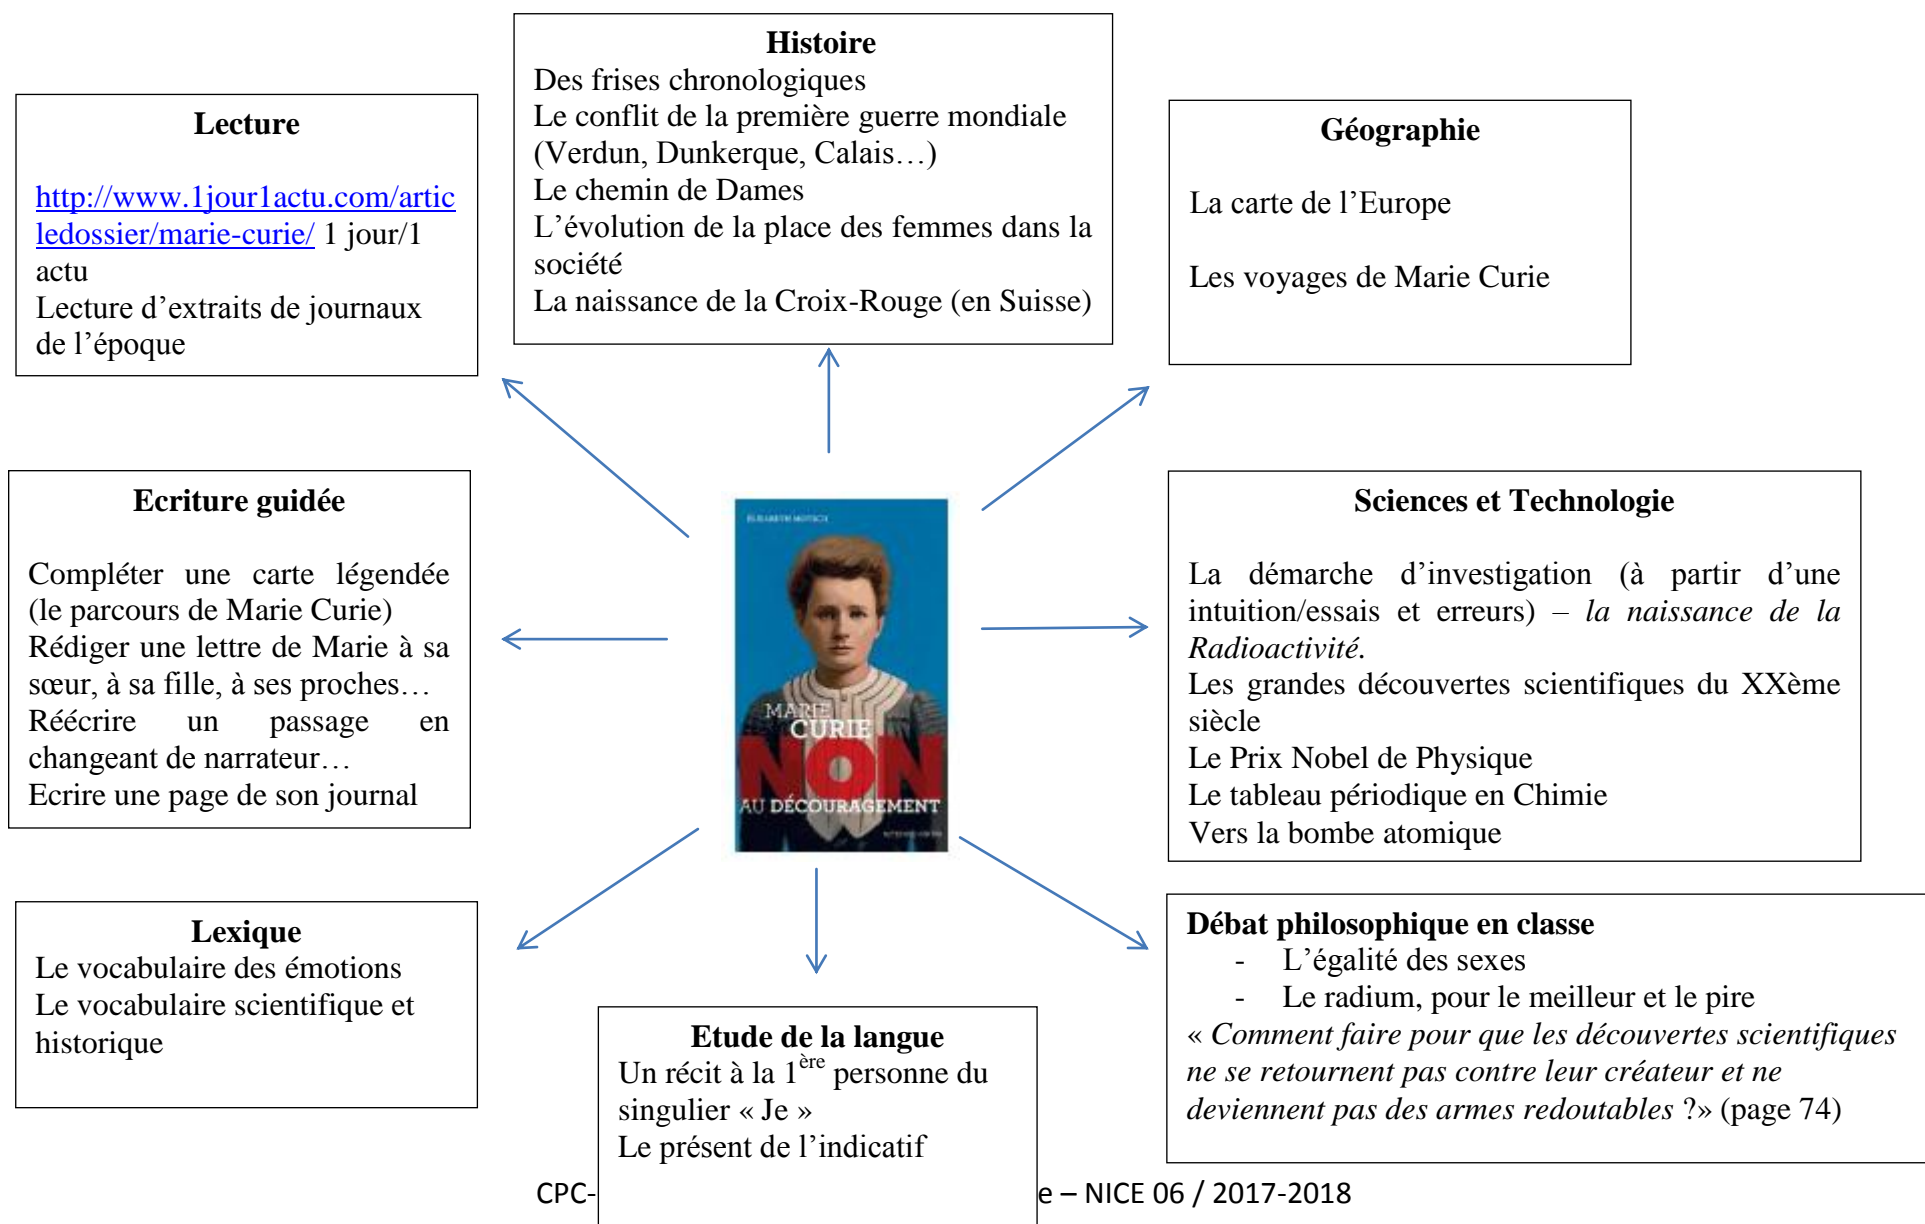 Histoire
Des frises chronologiques
Le conflit de la première guerre mondiale
(Verdun, Dunkerque, Calais…)
Le chemin de Dames
L’évolution de la place des femmes dans la
société
La naissance de la Croix-Rouge (en Suisse)
Lecture
http://www.1jour1actu.com/artic
ledossier/marie-curie/ 1 jour/1
actu
Lecture d’extraits de journaux
de l’époque
Géographie
La carte de l’Europe
Les voyages de Marie Curie
Ecriture guidée
Compléter une carte légendée
(le parcours de Marie Curie)
Rédiger une lettre de Marie à sa
sœur, à sa fille, à ses proches…
Réécrire un passage en
changeant de narrateur…
Ecrire une page de son journal
ÉLISABETH MOTSCH
MARIE
CURIE
NON
AU DÉCOURAGEMENT
Sciences et Technologie
La démarche d’investigation (à partir d’une
intuition/essais et erreurs) – la naissance de la
Radioactivité.
Les grandes découvertes scientifiques du XXème
siècle
Le Prix Nobel de Physique
Le tableau périodique en Chimie
Vers la bombe atomique
Lexique
Le vocabulaire des émotions
Le vocabulaire scientifique et
historique
Etude de la langue
Un récit à la 1ère personne du
singulier « Je »
Le présent de l’indicatif
Débat philosophique en classe
- L’égalité des sexes
- Le radium, pour le meilleur et le pire
« Comment faire pour que les découvertes scientifiques
ne se retournent pas contre leur créateur et ne
deviennent pas des armes redoutables ?» (page 74)
CPC- e – NICE 06 / 2017-2018